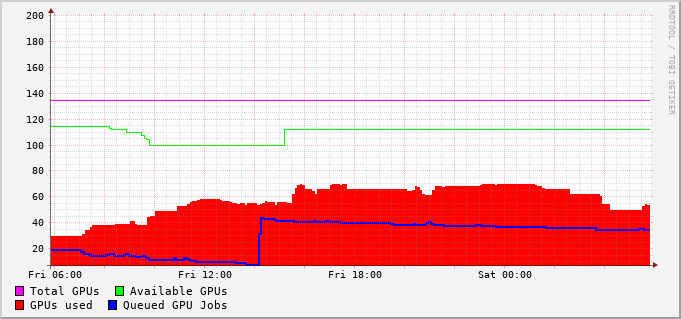 200
180
160
140
120
100
80
60
40
20
Fri 06:00 Fri 12:00 Fri 18:00 Sat 00:00
Total GPUs Available GPUs
GPUs used Queued GPU Jobs
RRDTOOL / TOBI OETIKER